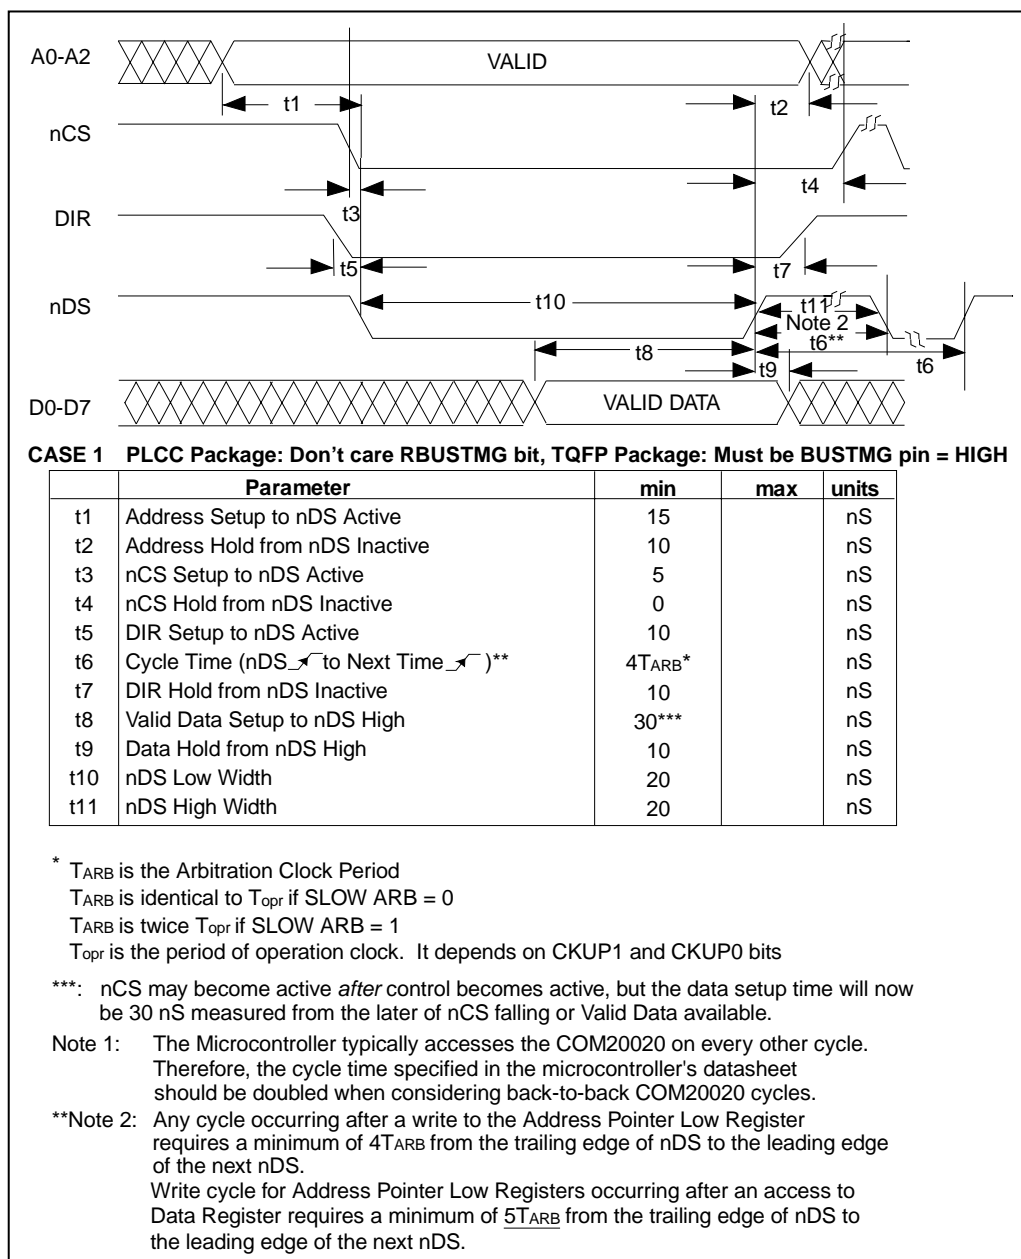 A0-A2
VALID
t1
t2
nCS
t3
t4
DIR
t5
t7
nDS
t10
t11
Note 2
t6**
t8
t6
t9
D0-D7
VALID DATA
CASE 1 PLCC Package: Don't care RBUSTMG bit, TQFP Package: Must be BUSTMG pin = HIGH
Parameter min max units
t1 Address Setup to nDS Active 15 nS
t2 Address Hold from nDS Inactive 10 nS
t3 nCS Setup to nDS Active 5 nS
t4 nCS Hold from nDS Inactive 0 nS
t5 DIR Setup to nDS Active 10 nS
t6 Cycle Time (nDS to Next Time )** 4TARB* nS
t7 DIR Hold from nDS Inactive 10 nS
t8 Valid Data Setup to nDS High 30*** nS
t9 Data Hold from nDS High 10 nS
t10 nDS Low Width 20 nS
t11 nDS High Width 20 nS
* TARB is the Arbitration Clock Period
TARB is identical to Topr if SLOW ARB = 0
TARB is twice Topr if SLOW ARB = 1
Topr is the period of operation clock. It depends on CKUP1 and CKUP0 bits
***: nCS may become active after control becomes active, but the data setup time will now
be 30 nS measured from the later of nCS falling or Valid Data available.
Note 1: The Microcontroller typically accesses the COM20020 on every other cycle.
Therefore, the cycle time specified in the microcontroller's datasheet
should be doubled when considering back-to-back COM20020 cycles.
**Note 2: Any cycle occurring after a write to the Address Pointer Low Register
requires a minimum of 4TARB from the trailing edge of nDS to the leading edge
of the next nDS.
Write cycle for Address Pointer Low Registers occurring after an access to
Data Register requires a minimum of 5TARB from the trailing edge of nDS to
the leading edge of the next nDS.